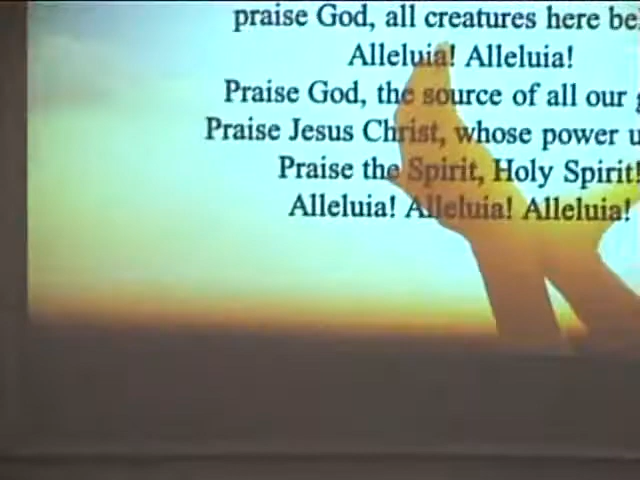 praise God, all creatures here
Alleluia! Alleluia!
Praise God, the source of all our
Praise Jesus Christ, whose power
Praise the Spirit, Holy Spirit!
Alleluia! Alleluia! Alleluia!